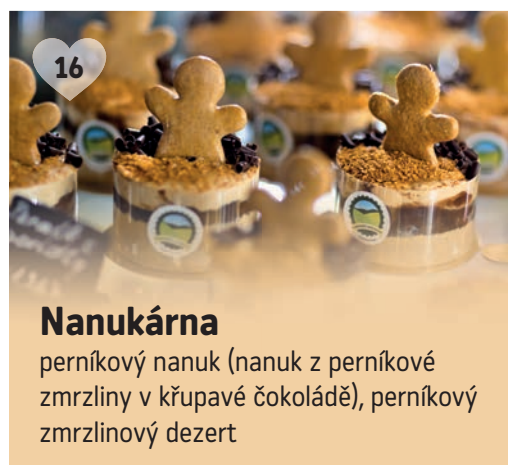 16
Nanukárna
perníkový nanuk (nanuk z perníkové
zmrzliny v křupavé čokoládě), perníkový
zmrzlinový dezert